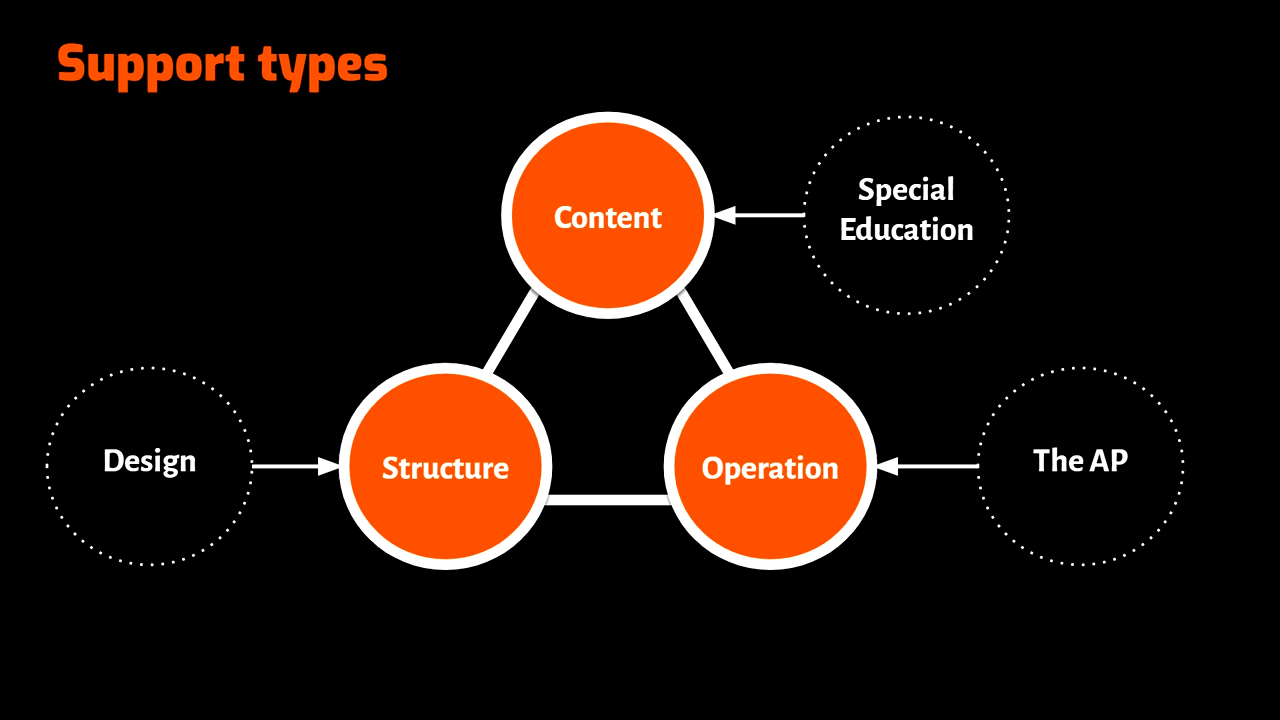 Support types
Content
Special
Education
Design
Structure
Operation
The AP